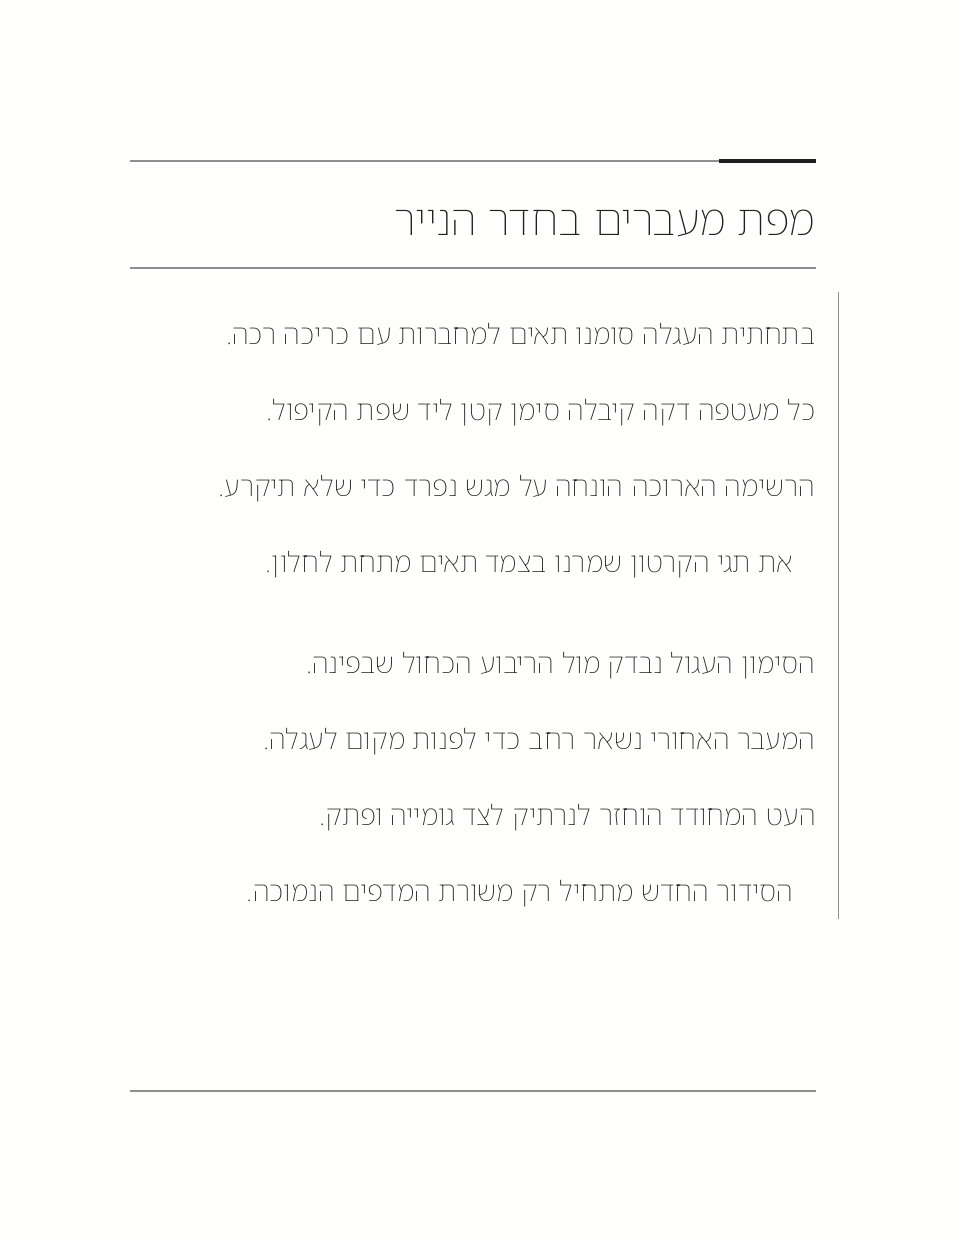 מפת מעברים בחדר הנייר
בתחתית העגלה סומנו תאים למחברות עם כריכה רכה.
כל מעטפה דקה קיבלה סימן קטן ליד שפת הקיפול.
הרשימה הארוכה הונחה על מגש נפרד כדי שלא תיקרע.
את תגי הקרטון שמרנו בצמד תאים מתחת לחלון.
הסימון העגול נבדק מול הריבוע הכחול שבפינה.
המעבר האחורי נשאר רחב כדי לפנות מקום לעגלה.
העט המחודד הוחזר לנרתיק לצד גומייה ופתק.
הסידור החדש מתחיל רק משורת המדפים הנמוכה.